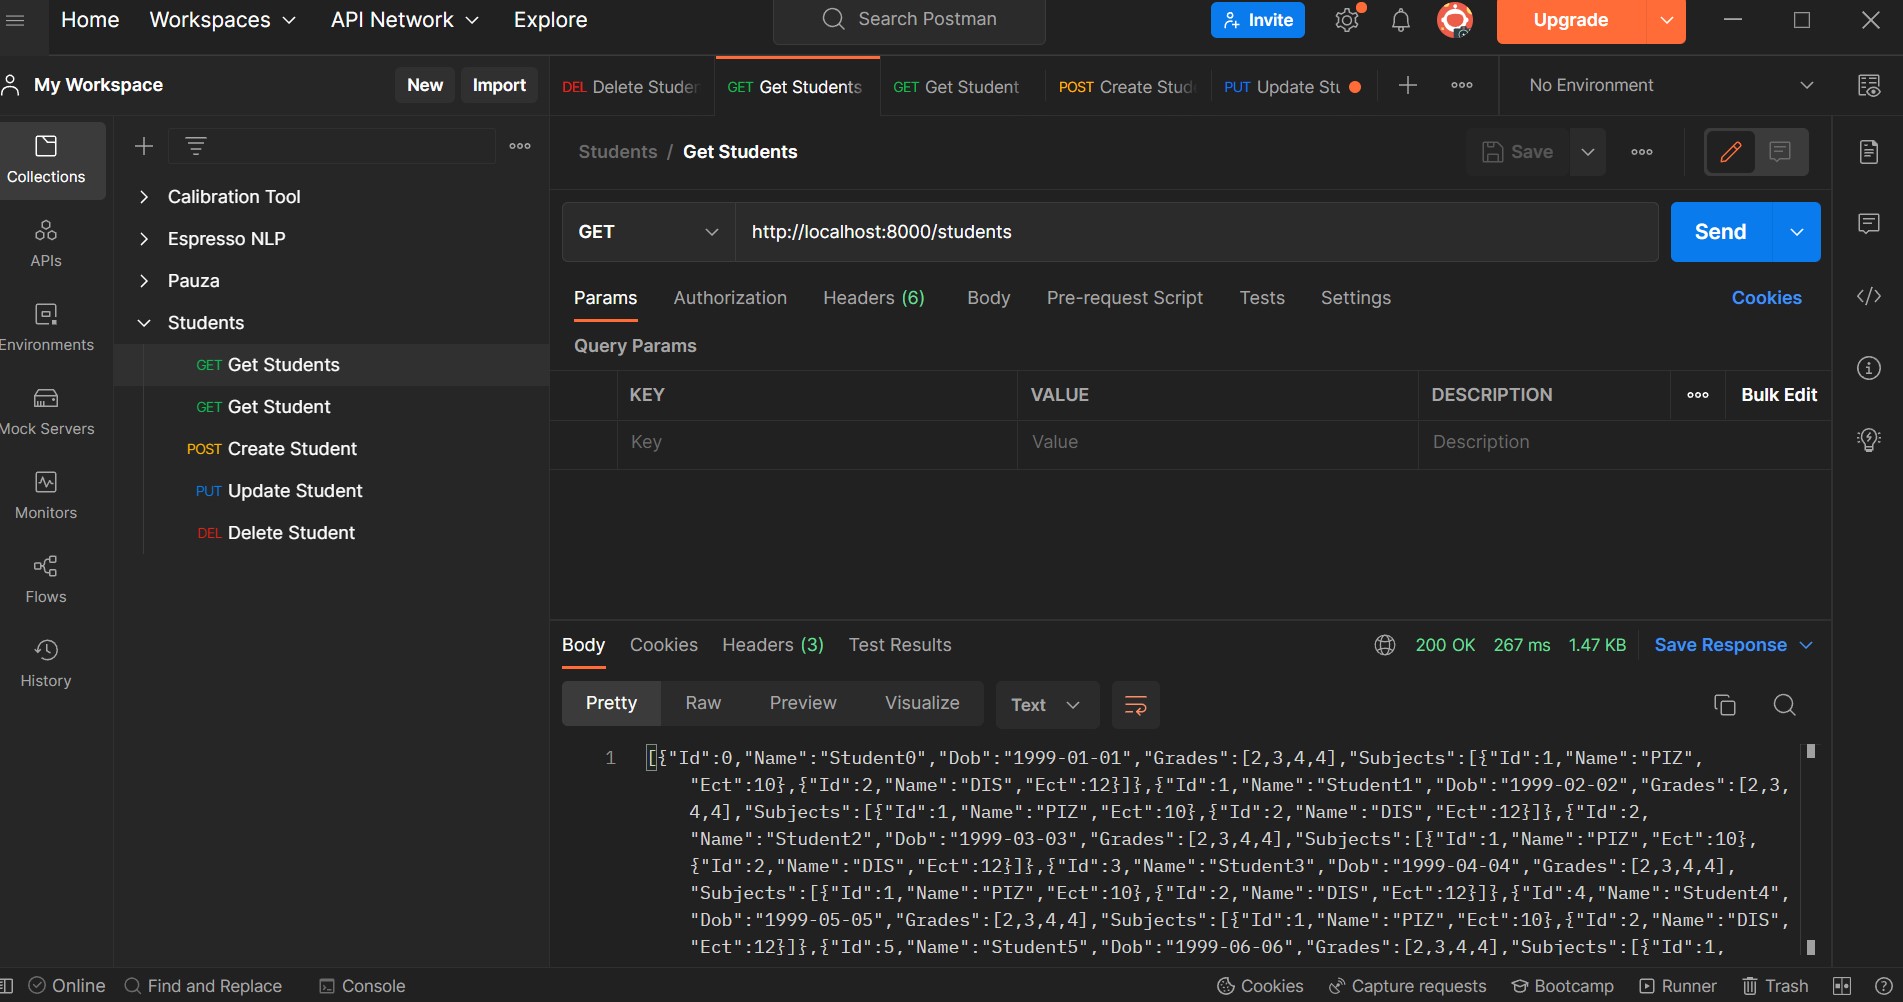 Home Workspaces API Network Explore Search Postman Invite Upgrade
My Workspace New Import
DEL Delete Studen GET Get Students GET Get Student POST Create Stud PUT Update Stu No Environment
Collections
APIs
Environments
Mock Servers
Monitors
Flows
History
Calibration Tool
Espresso NLP
Pauza
Students
GET Get Students
GET Get Student
POST Create Student
PUT Update Student
DEL Delete Student
Students / Get Students Save
GET http://localhost:8000/students Send
Params Authorization Headers (6) Body Pre-request Script Tests Settings Cookies
Query Params
KEY VALUE DESCRIPTION Bulk Edit
Key Value Description
Body Cookies Headers (3) Test Results 200 OK 267 ms 1.47 KB Save Response
Pretty Raw Preview Visualize Text
1 [{"Id":0,"Name":"Student0","Dob":"1999-01-01","Grades":[2,3,4,4],"Subjects":[{"Id":1,"Name":"PIZ",
"Ect":10},{"Id":2,"Name":"DIS","Ect":12}]},{"Id":1,"Name":"Student1","Dob":"1999-02-02","Grades":[2,3,
4,4],"Subjects":[{"Id":1,"Name":"PIZ","Ect":10},{"Id":2,"Name":"DIS","Ect":12}]},{"Id":2,
"Name":"Student2","Dob":"1999-03-03","Grades":[2,3,4,4],"Subjects":[{"Id":1,"Name":"PIZ","Ect":10},
{"Id":2,"Name":"DIS","Ect":12}]},{"Id":3,"Name":"Student3","Dob":"1999-04-04","Grades":[2,3,4,4],
"Subjects":[{"Id":1,"Name":"PIZ","Ect":10},{"Id":2,"Name":"DIS","Ect":12}]},{"Id":4,"Name":"Student4",
"Dob":"1999-05-05","Grades":[2,3,4,4],"Subjects":[{"Id":1,"Name":"PIZ","Ect":10},{"Id":2,"Name":"DIS",
"Ect":12}]},{"Id":5,"Name":"Student5","Dob":"1999-06-06","Grades":[2,3,4,4],"Subjects":[{"Id":1,
Online Find and Replace Console Cookies Capture requests Bootcamp Runner Trash